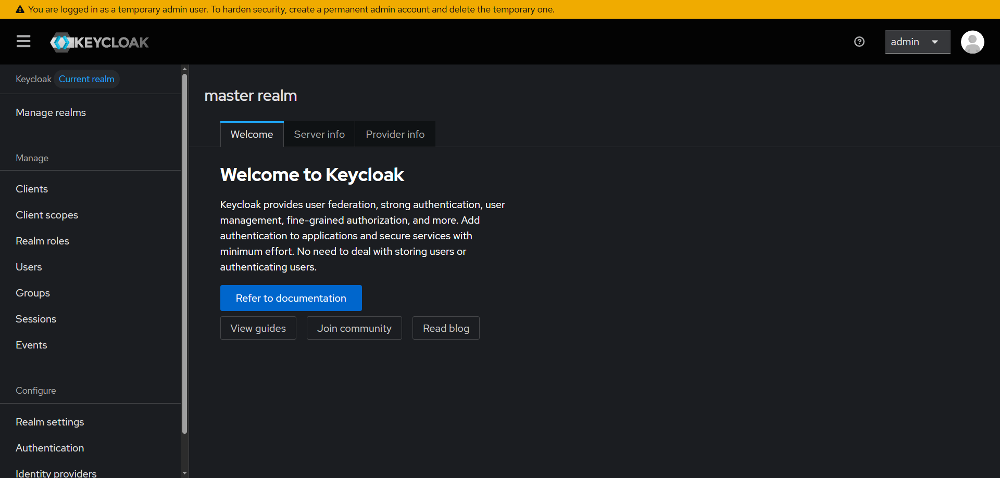 You are logged in as a temporary admin user. To harden security, create a permanent admin account and delete the temporary one.
KEYCLOAK
admin
Keycloak Current realm
Manage realms
Manage
Clients
Client scopes
Realm roles
Users
Groups
Sessions
Events
Configure
Realm settings
Authentication
Identity providers
master realm
Welcome Server info Provider info
Welcome to Keycloak
Keycloak provides user federation, strong authentication, user
management, fine-grained authorization, and more. Add
authentication to applications and secure services with
minimum effort. No need to deal with storing users or
authenticating users.
Refer to documentation
View guides Join community Read blog